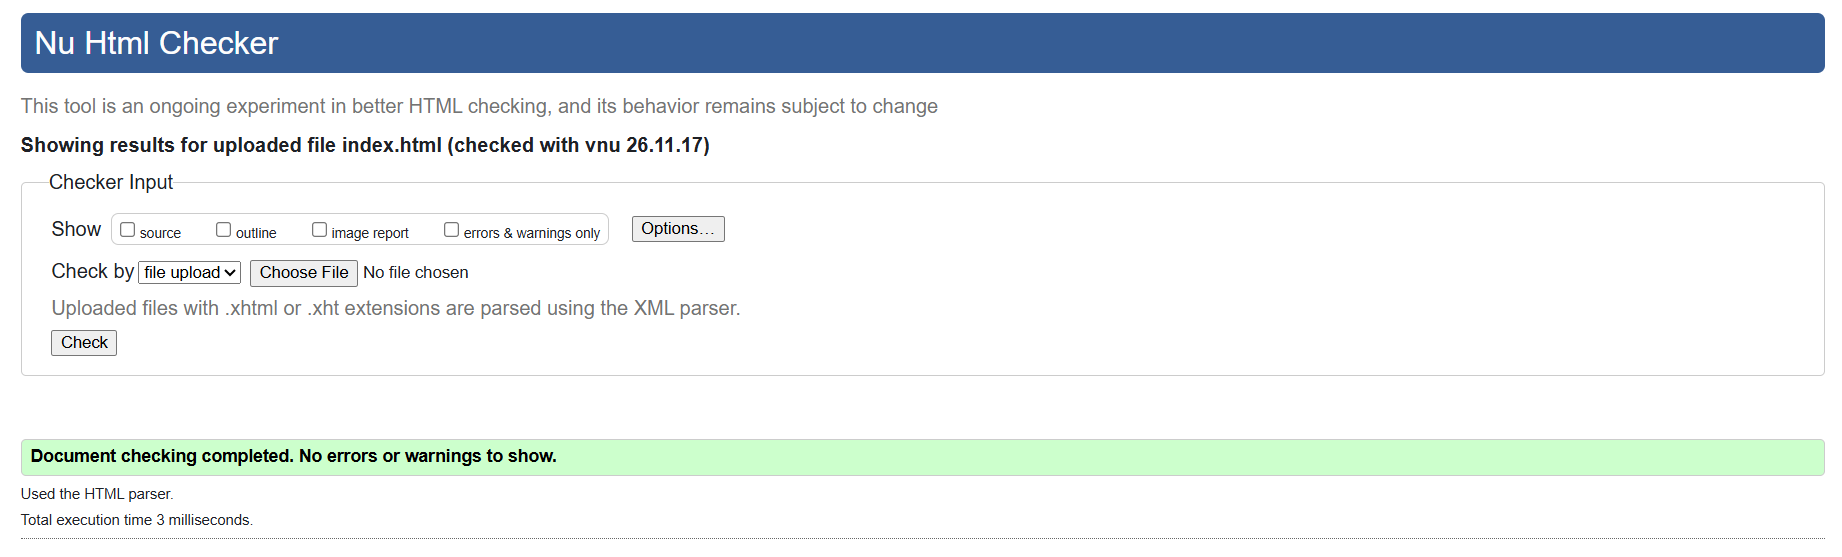 Nu Html Checker
This tool is an ongoing experiment in better HTML checking, and its behavior remains subject to change
Showing results for uploaded file index.html (checked with vnu 26.11.17)
Checker Input
Show source outline image report errors & warnings only Options...
Check by file upload Choose File No file chosen
Uploaded files with .xhtml or .xht extensions are parsed using the XML parser.
Check
Document checking completed. No errors or warnings to show.
Used the HTML parser.
Total execution time 3 milliseconds.